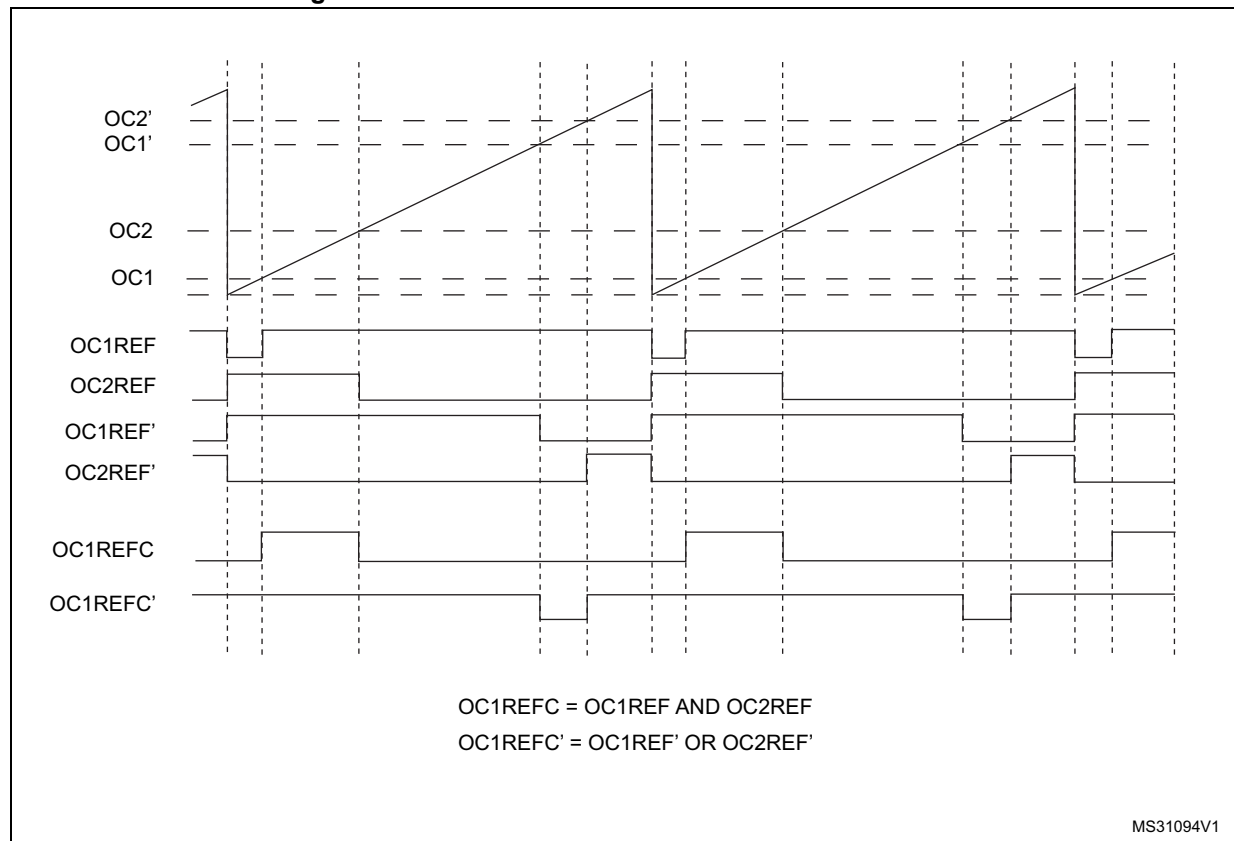 OC2’
OC1’
OC2
OC1
OC1REF
OC2REF
OC1REF’
OC2REF’
OC1REFC
OC1REFC’
OC1REFC = OC1REF AND OC2REF
OC1REFC’ = OC1REF’ OR OC2REF’
MS31094V1